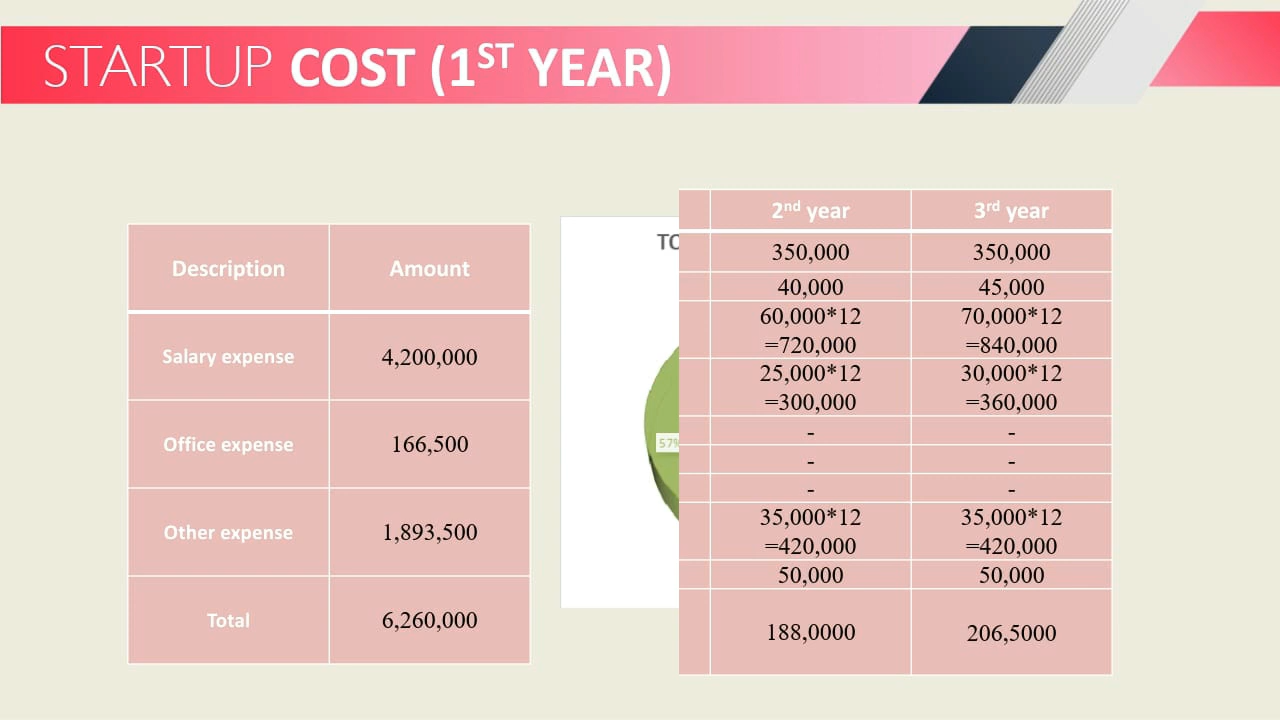 STARTUP COST (1ST YEAR)
Description Amount
Salary expense 4,200,000
Office expense 166,500
Other expense 1,893,500
Total 6,260,000
TO
57%
2nd year 3rd year
350,000 350,000
40,000 45,000
60,000*12 70,000*12
=720,000 =840,000
25,000*12 30,000*12
=300,000 =360,000
- -
- -
- -
35,000*12 35,000*12
=420,000 =420,000
50,000 50,000
188,0000 206,5000